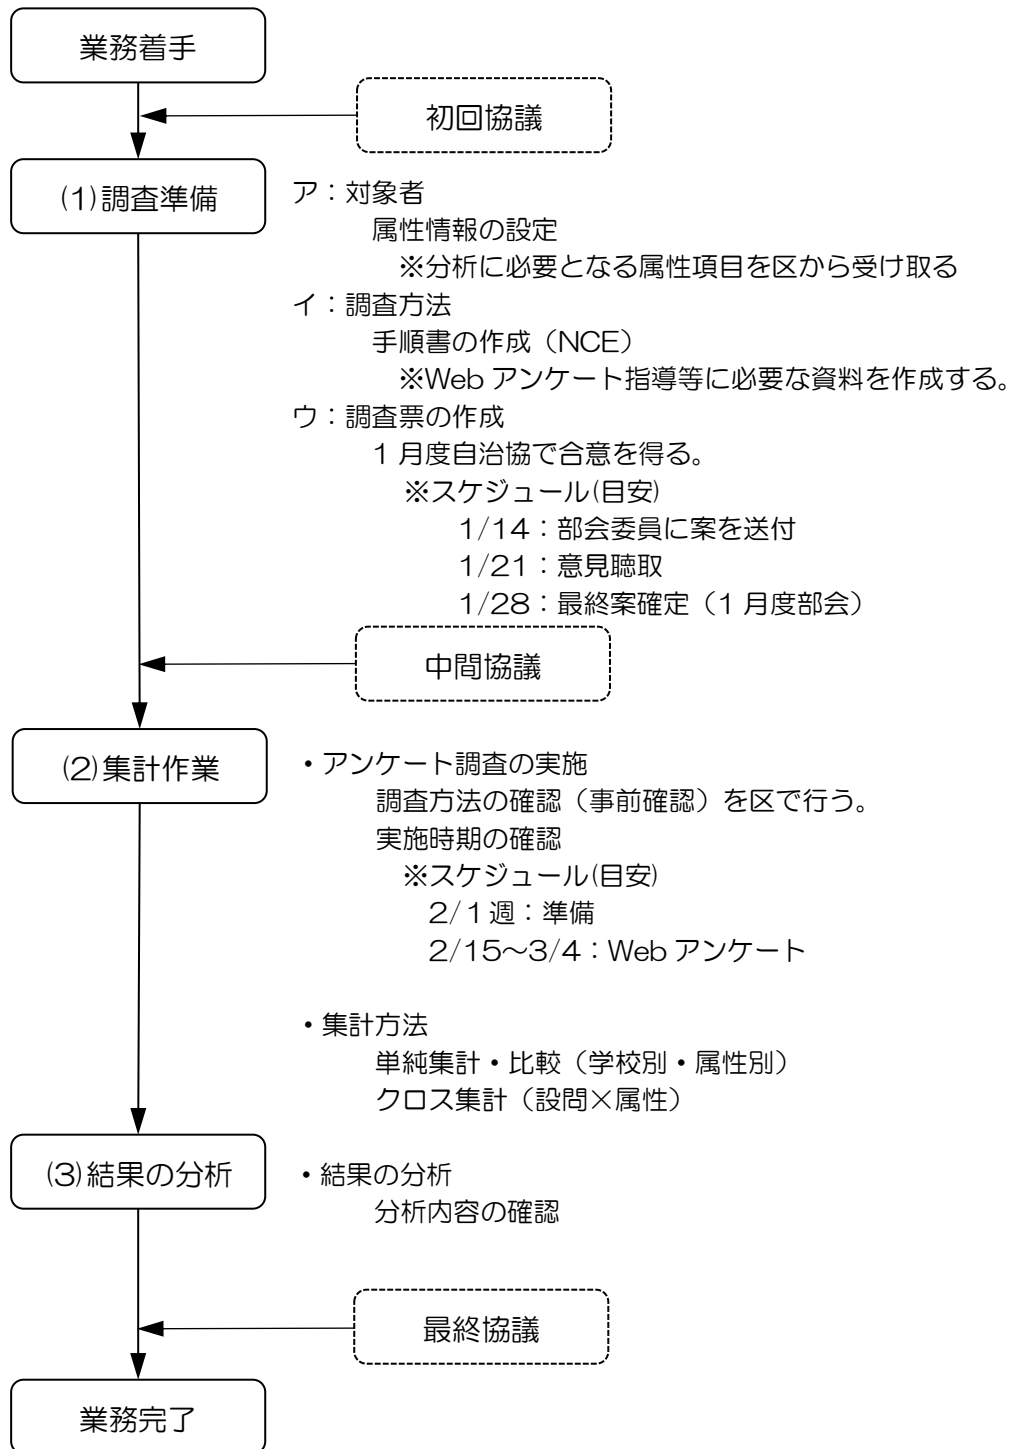 業務着手
初回協議
(1)調査準備
ア：対象者
属性情報の設定
※分析に必要となる属性項目を区から受け取る
イ：調査方法
手順書の作成（NCE）
※Web アンケート指導等に必要な資料を作成する。
ウ：調査票の作成
1 月度自治協で合意を得る。
※スケジュール(目安)
1/14：部会委員に案を送付
1/21：意見聴取
1/28：最終案確定（1 月度部会）
中間協議
(2)集計作業
・アンケート調査の実施
調査方法の確認（事前確認）を区で行う。
実施時期の確認
※スケジュール(目安)
2/1 週：準備
2/15～3/4：Web アンケート
・集計方法
単純集計・比較（学校別・属性別）
クロス集計（設問×属性）
(3)結果の分析
・結果の分析
分析内容の確認
最終協議
業務完了